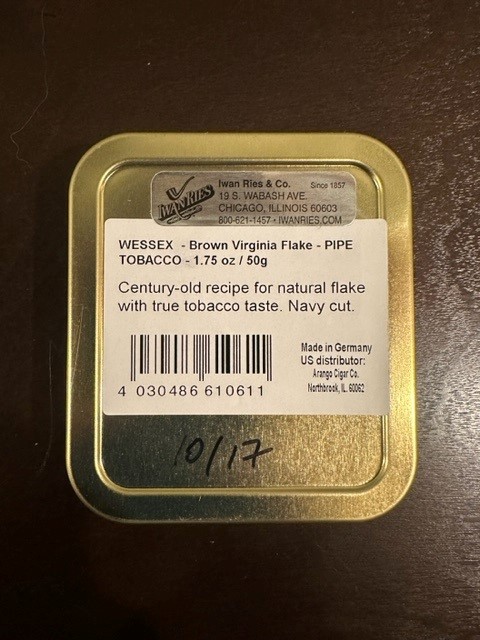 IWAN RIES
Iwan Ries & Co. Since 1857
19 S. WABASH AVE.
CHICAGO, ILLINOIS 60603
800-621-1457 • IWANRIES.COM
WESSEX - Brown Virginia Flake - PIPE
TOBACCO - 1.75 oz / 50g
Century-old recipe for natural flake
with true tobacco taste. Navy cut.
Made in Germany
US distributor:
Arango Cigar Co.
Northbrook, IL. 60062
4 030486 610611
10/17